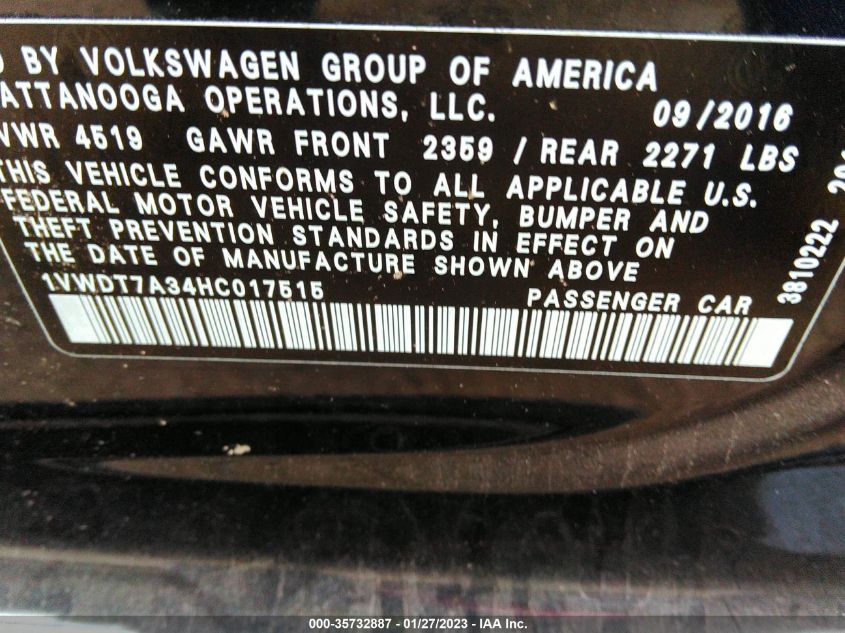 D BY VOLKSWAGEN GROUP OF AMERICA
ATTANOOGA OPERATIONS, LLC. 09/2016
VWR 4519 GAWR FRONT 2359 / REAR 2271 LBS
THIS VEHICLE CONFORMS TO ALL APPLICABLE U.S.
FEDERAL MOTOR VEHICLE SAFETY, BUMPER AND
THEFT PREVENTION STANDARDS IN EFFECT ON
THE DATE OF MANUFACTURE SHOWN ABOVE
1VWDT7A34HC017515 PASSENGER CAR
3810222
000-35732887 - 01/27/2023 - IAA Inc.